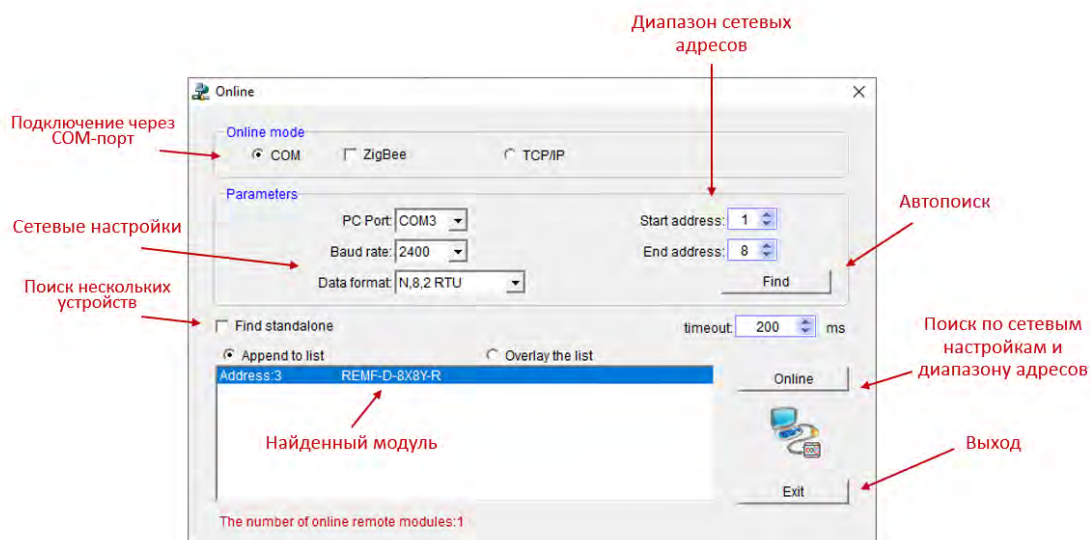 Диапазон сетевых
адресов
Online
Подключение через
COM-порт
Online mode
COM
ZigBee
TCP/IP
Parameters
Сетевые настройки
PC Port: COM3
Start address: 1
Автопоиск
Baud rate: 2400
End address: 8
Data format: N,8,2 RTU
Find
Поиск нескольких
устройств
Find standalone
timeout: 200 ms
Append to list
Overlay the list
Поиск по сетевым
настройкам и
диапазону адресов
Address:3 REMF-D-8X8Y-R
Online
Найденный модуль
Выход
Exit
The number of online remote modules:1